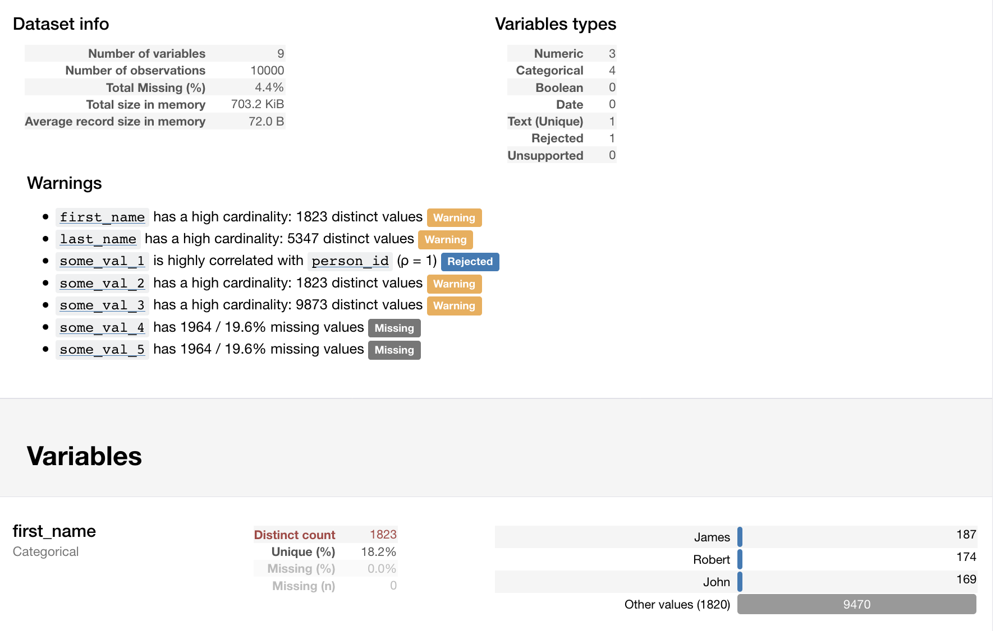 Dataset info
Number of variables 9
Number of observations 10000
Total Missing (%) 4.4%
Total size in memory 703.2 KiB
Average record size in memory 72.0 B
Variables types
Numeric 3
Categorical 4
Boolean 0
Date 0
Text (Unique) 1
Rejected 1
Unsupported 0
Warnings
first_name has a high cardinality: 1823 distinct values Warning
last_name has a high cardinality: 5347 distinct values Warning
some_val_1 is highly correlated with person_id (ρ = 1) Rejected
some_val_2 has a high cardinality: 1823 distinct values Warning
some_val_3 has a high cardinality: 9873 distinct values Warning
some_val_4 has 1964 / 19.6% missing values Missing
some_val_5 has 1964 / 19.6% missing values Missing
Variables
first_name
Categorical
Distinct count 1823
Unique (%) 18.2%
Missing (%) 0.0%
Missing (n) 0
James 187
Robert 174
John 169
Other values (1820) 9470